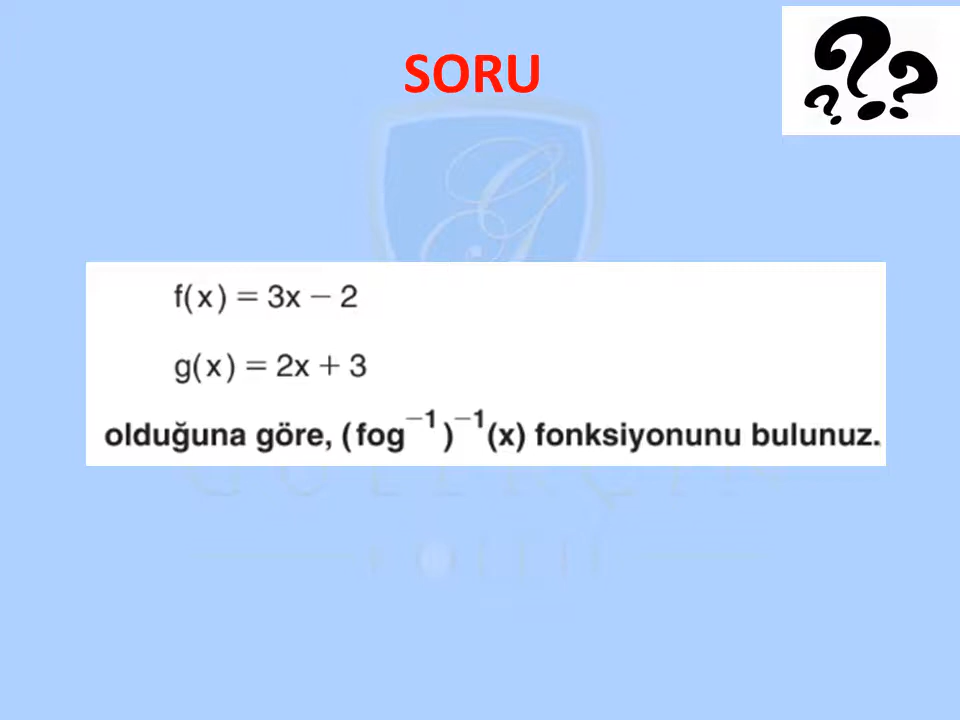 SORU
f(x) = 3x − 2
g(x) = 2x + 3
olduğuna göre, (fog⁻¹)⁻¹(x) fonksiyonunu bulunuz.